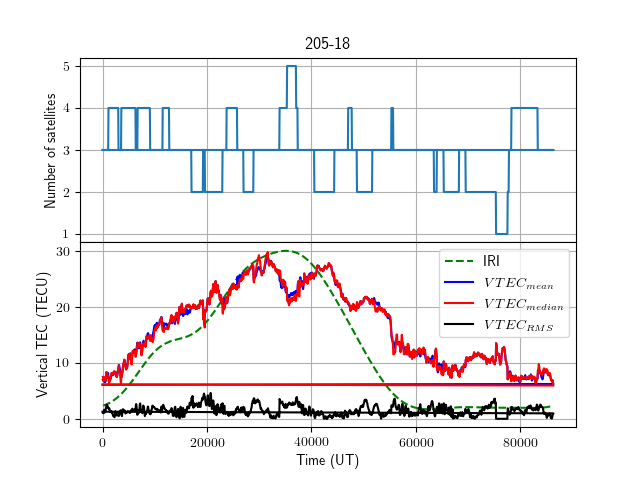 205-18
Number of satellites
5
4
3
2
1
Vertical TEC (TECU)
30
20
10
0
IRI
VTEC_mean
VTEC_median
VTEC_RMS
0 20000 40000 60000 80000
Time (UT)